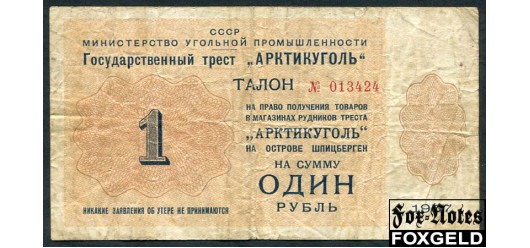 СССР
МИНИСТЕРСТВО УГОЛЬНОЙ ПРОМЫШЛЕННОСТИ
Государственный трест „АРКТИКУГОЛЬ"
ТАЛОН № 013424
НА ПРАВО ПОЛУЧЕНИЯ ТОВАРОВ
В МАГАЗИНАХ РУДНИКОВ ТРЕСТА
„АРКТИКУГОЛЬ"
НА ОСТРОВЕ ШПИЦБЕРГЕН
НА СУММУ
1
ОДИН
РУБЛЬ
НИКАКИЕ ЗАЯВЛЕНИЯ ОБ УТЕРЕ НЕ ПРИНИМАЮТСЯ
Fox-Notes
FOXGELD